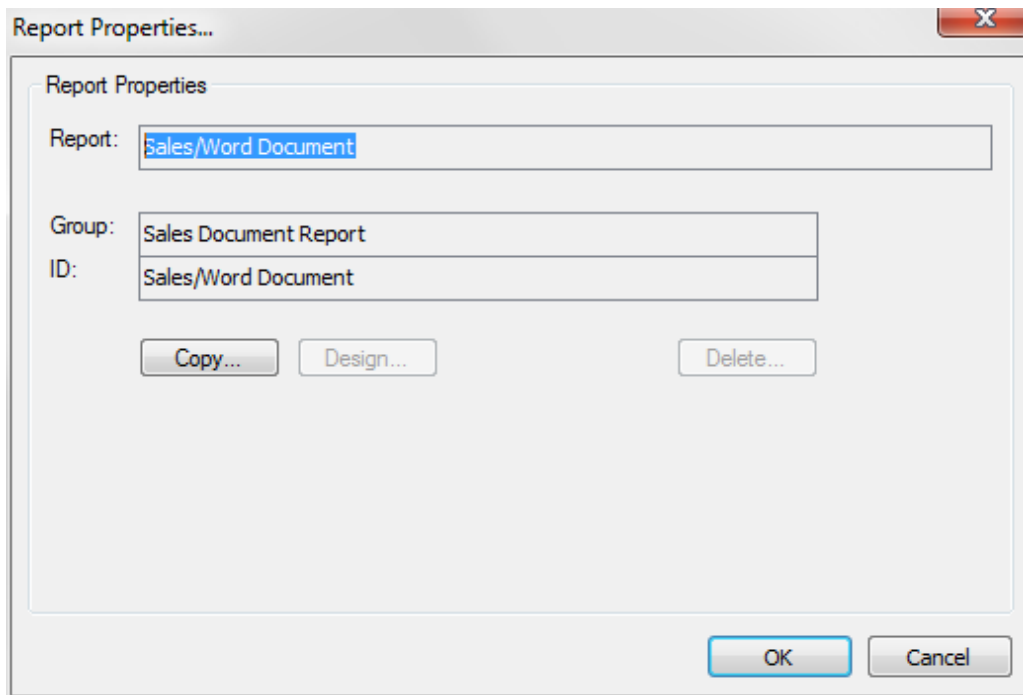 Report Properties...
Report Properties
Report: Sales/Word Document
Group: Sales Document Report
ID: Sales/Word Document
Copy... Design... Delete...
OK Cancel